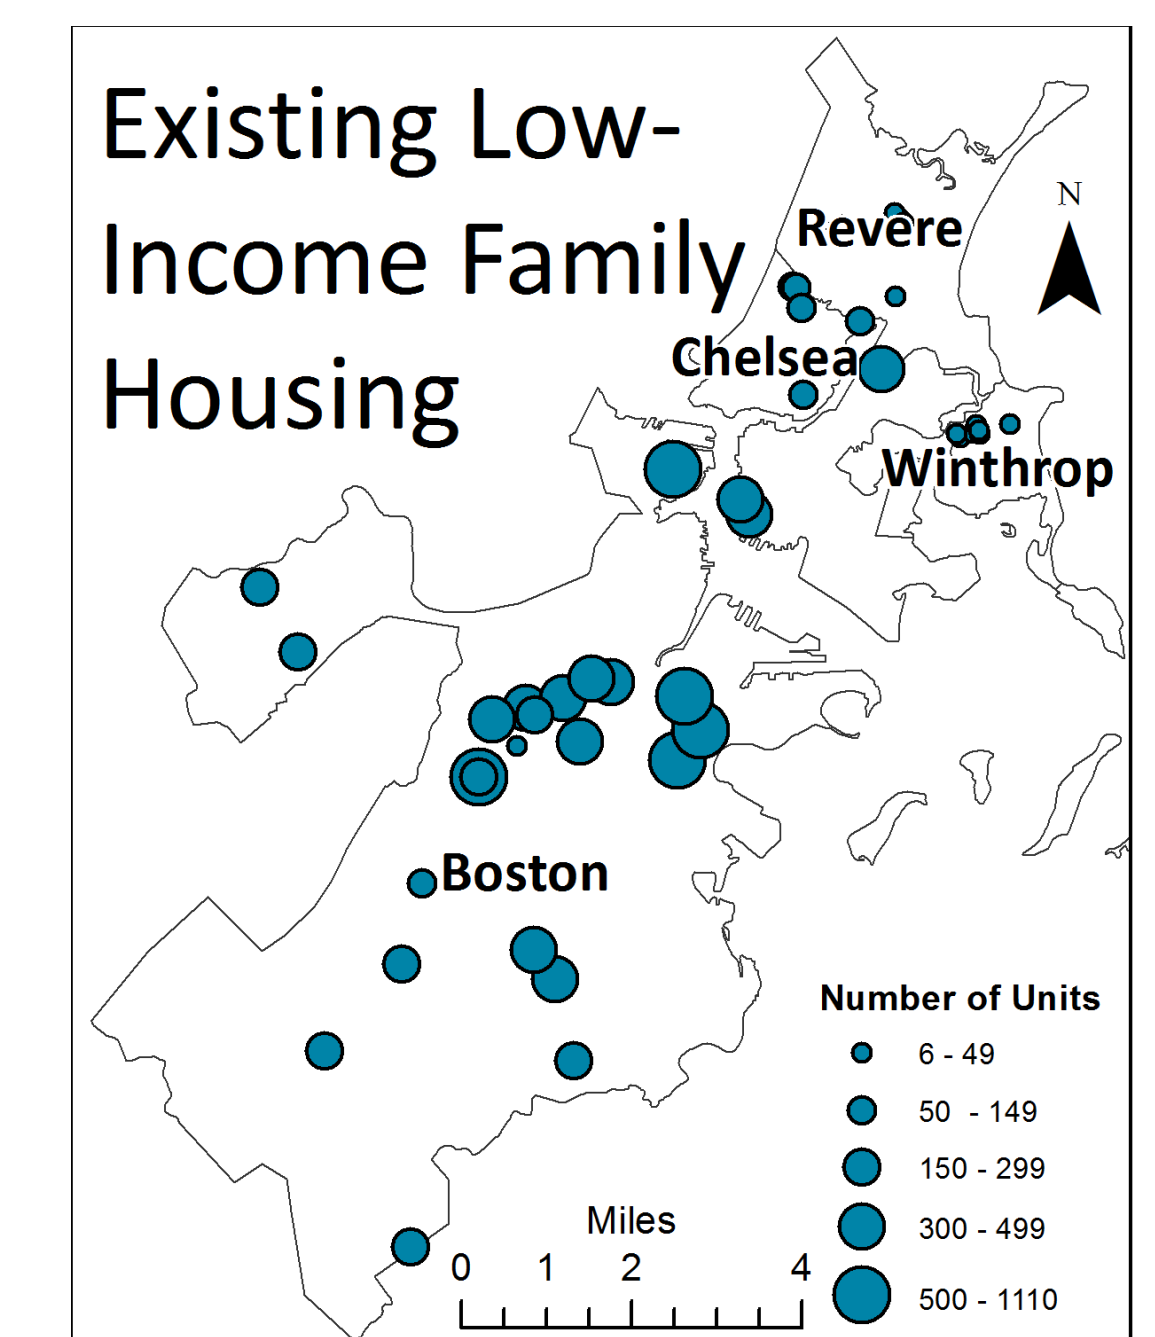 Existing Low-
Income Family
Housing
N
Revere
Chelsea
Winthrop
Boston
Number of Units
6 - 49
50 - 149
150 - 299
300 - 499
500 - 1110
Miles
0 1 2 4